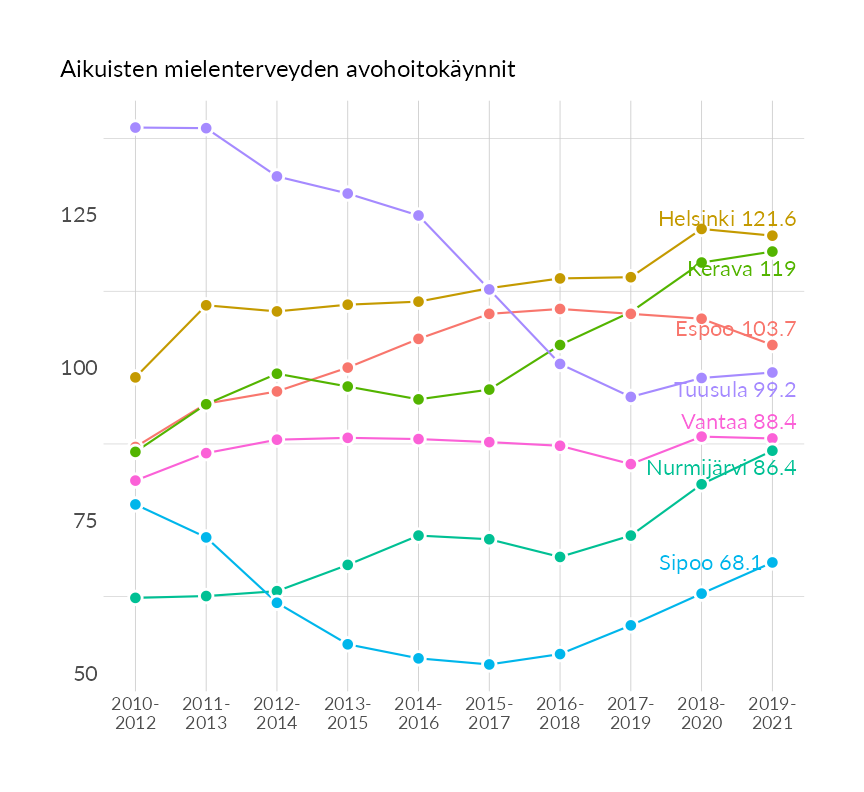 Aikuisten mielenterveyden avohoitokäynnit
125
100
75
50
Helsinki 121.6
Kerava 119
Espoo 103.7
Tuusula 99.2
Vantaa 88.4
Nurmijärvi 86.4
Sipoo 68.1
2010- 2011- 2012- 2013- 2014- 2015- 2016- 2017- 2018- 2019-
2012 2013 2014 2015 2016 2017 2018 2019 2020 2021